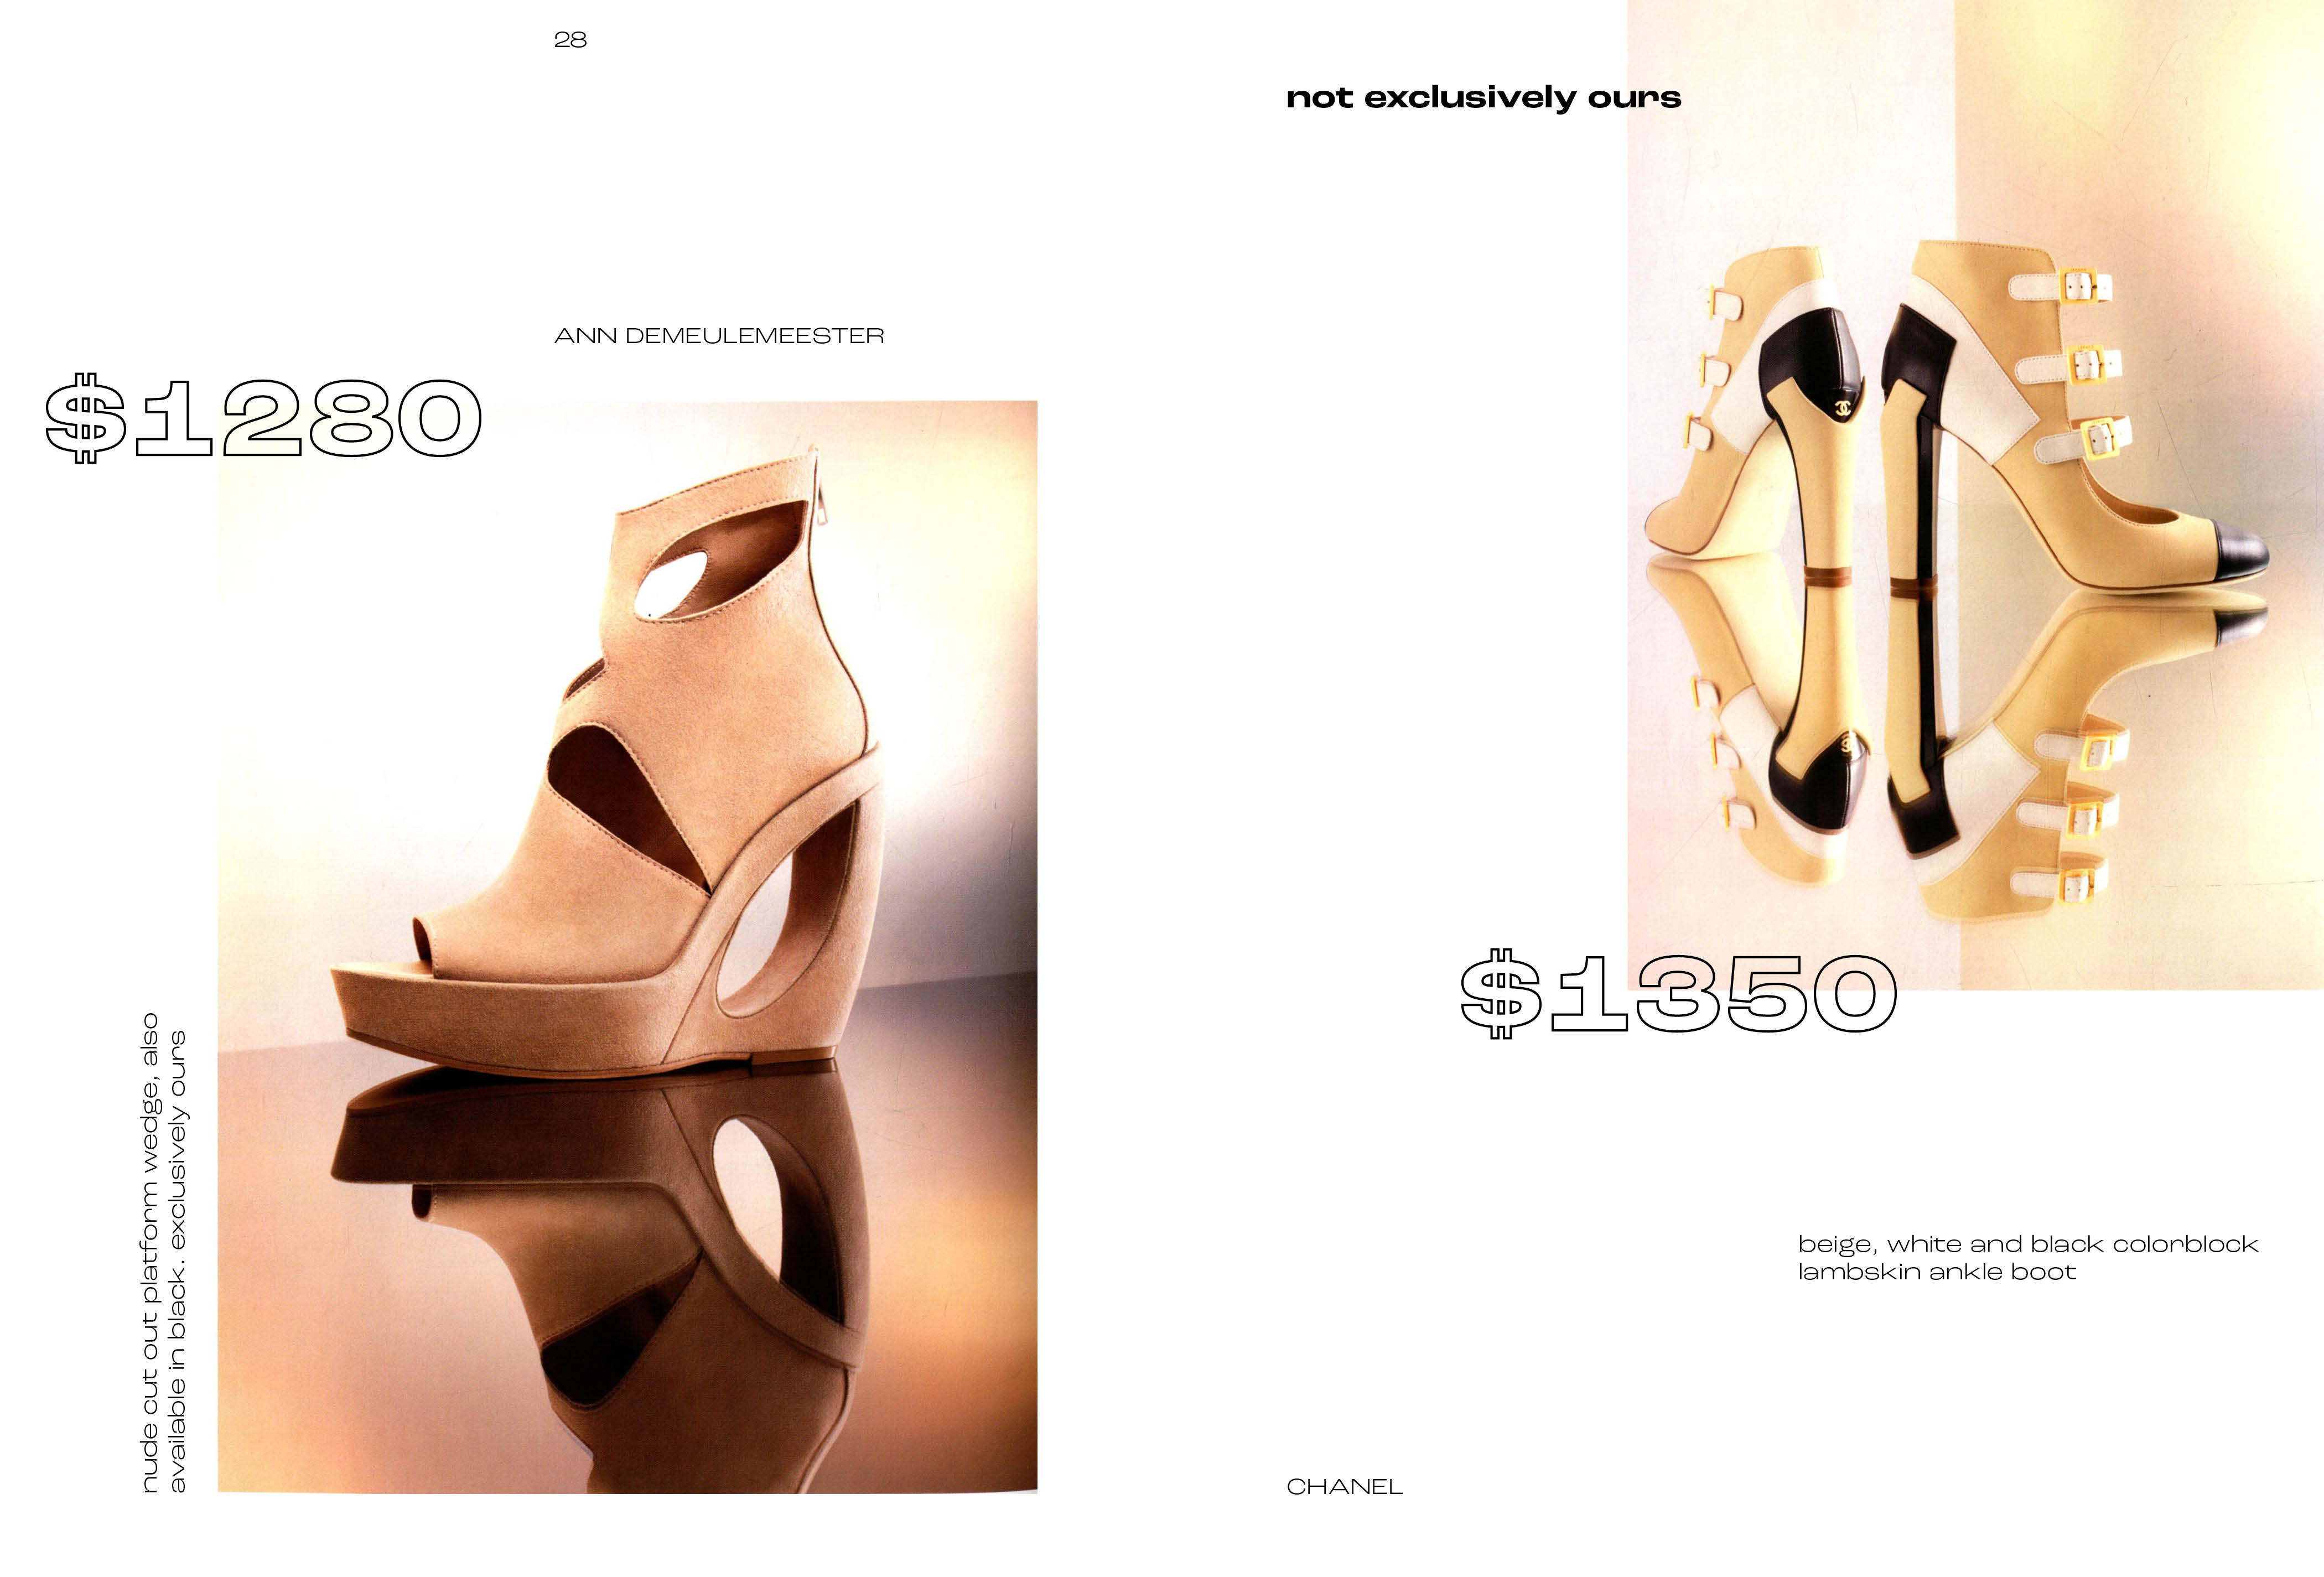 28
ANN DEMEULEMEESTER
$1280
nude cut out platform wedge, also
available in black. exclusively ours
not exclusively ours
$1350
beige, white and black colorblock
lambskin ankle boot
CHANEL